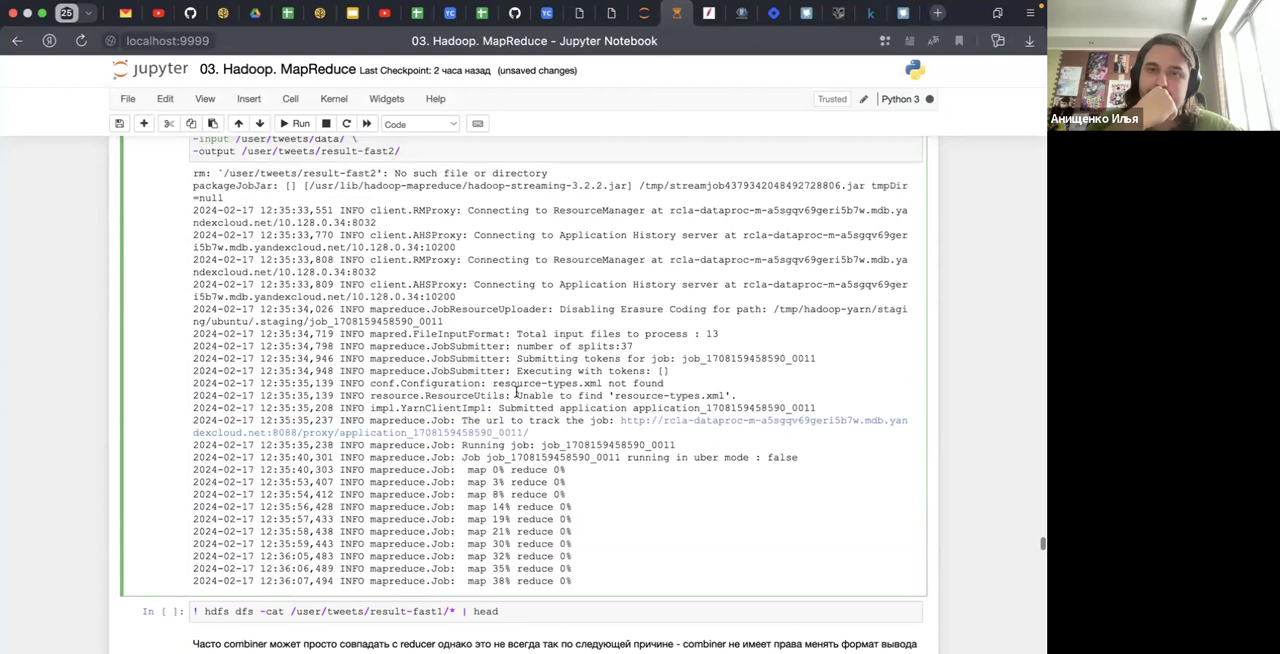 25
localhost:9999
03. Hadoop. MapReduce - Jupyter Notebook
jupyter 03. Hadoop. MapReduce Last Checkpoint: 2 часа назад (unsaved changes)
File Edit View Insert Cell Kernel Widgets Help
Trusted Python 3
Run
Code
Анищенко Илья
-input /user/tweets/data/ \
-output /user/tweets/result-fast2/
rm: `/user/tweets/result-fast2': No such file or directory
packageJobJar: [] [/usr/lib/hadoop-mapreduce/hadoop-streaming-3.2.2.jar] /tmp/streamjob4379342048492728806.jar tmpDir
=null
2024-02-17 12:35:33,551 INFO client.RMProxy: Connecting to ResourceManager at rc1a-dataproc-m-a5sgqv69geri5b7w.mdb.ya
ndexcloud.net/10.128.0.34:8032
2024-02-17 12:35:33,770 INFO client.AHSProxy: Connecting to Application History server at rc1a-dataproc-m-a5sgqv69ger
i5b7w.mdb.yandexcloud.net/10.128.0.34:10200
2024-02-17 12:35:33,808 INFO client.RMProxy: Connecting to ResourceManager at rc1a-dataproc-m-a5sgqv69geri5b7w.mdb.ya
ndexcloud.net/10.128.0.34:8032
2024-02-17 12:35:33,809 INFO client.AHSProxy: Connecting to Application History server at rc1a-dataproc-m-a5sgqv69ger
i5b7w.mdb.yandexcloud.net/10.128.0.34:10200
2024-02-17 12:35:34,026 INFO mapreduce.JobResourceUploader: Disabling Erasure Coding for path: /tmp/hadoop-yarn/stagi
ng/ubuntu/.staging/job_1708159458590_0011
2024-02-17 12:35:34,719 INFO mapred.FileInputFormat: Total input files to process : 13
2024-02-17 12:35:34,798 INFO mapreduce.JobSubmitter: number of splits:37
2024-02-17 12:35:34,946 INFO mapreduce.JobSubmitter: Submitting tokens for job: job_1708159458590_0011
2024-02-17 12:35:34,948 INFO mapreduce.JobSubmitter: Executing with tokens: []
2024-02-17 12:35:35,139 INFO conf.Configuration: resource-types.xml not found
2024-02-17 12:35:35,139 INFO resource.ResourceUtils: Unable to find 'resource-types.xml'.
2024-02-17 12:35:35,208 INFO impl.YarnClientImpl: Submitted application application_1708159458590_0011
2024-02-17 12:35:35,237 INFO mapreduce.Job: The url to track the job: http://rc1a-dataproc-m-a5sgqv69geri5b7w.mdb.yan
dexcloud.net:8088/proxy/application_1708159458590_0011/
2024-02-17 12:35:35,238 INFO mapreduce.Job: Running job: job_1708159458590_0011
2024-02-17 12:35:40,301 INFO mapreduce.Job: Job job_1708159458590_0011 running in uber mode : false
2024-02-17 12:35:40,303 INFO mapreduce.Job:  map 0% reduce 0%
2024-02-17 12:35:53,407 INFO mapreduce.Job:  map 3% reduce 0%
2024-02-17 12:35:54,412 INFO mapreduce.Job:  map 8% reduce 0%
2024-02-17 12:35:56,428 INFO mapreduce.Job:  map 14% reduce 0%
2024-02-17 12:35:57,433 INFO mapreduce.Job:  map 19% reduce 0%
2024-02-17 12:35:58,438 INFO mapreduce.Job:  map 21% reduce 0%
2024-02-17 12:35:59,443 INFO mapreduce.Job:  map 30% reduce 0%
2024-02-17 12:36:05,483 INFO mapreduce.Job:  map 32% reduce 0%
2024-02-17 12:36:06,489 INFO mapreduce.Job:  map 35% reduce 0%
2024-02-17 12:36:07,494 INFO mapreduce.Job:  map 38% reduce 0%
In [ ]: ! hdfs dfs -cat /user/tweets/result-fast1/* | head
Часто combiner может просто совпадать с reducer однако это не всегда так по следующей причине - combiner не имеет права менять формат вывода